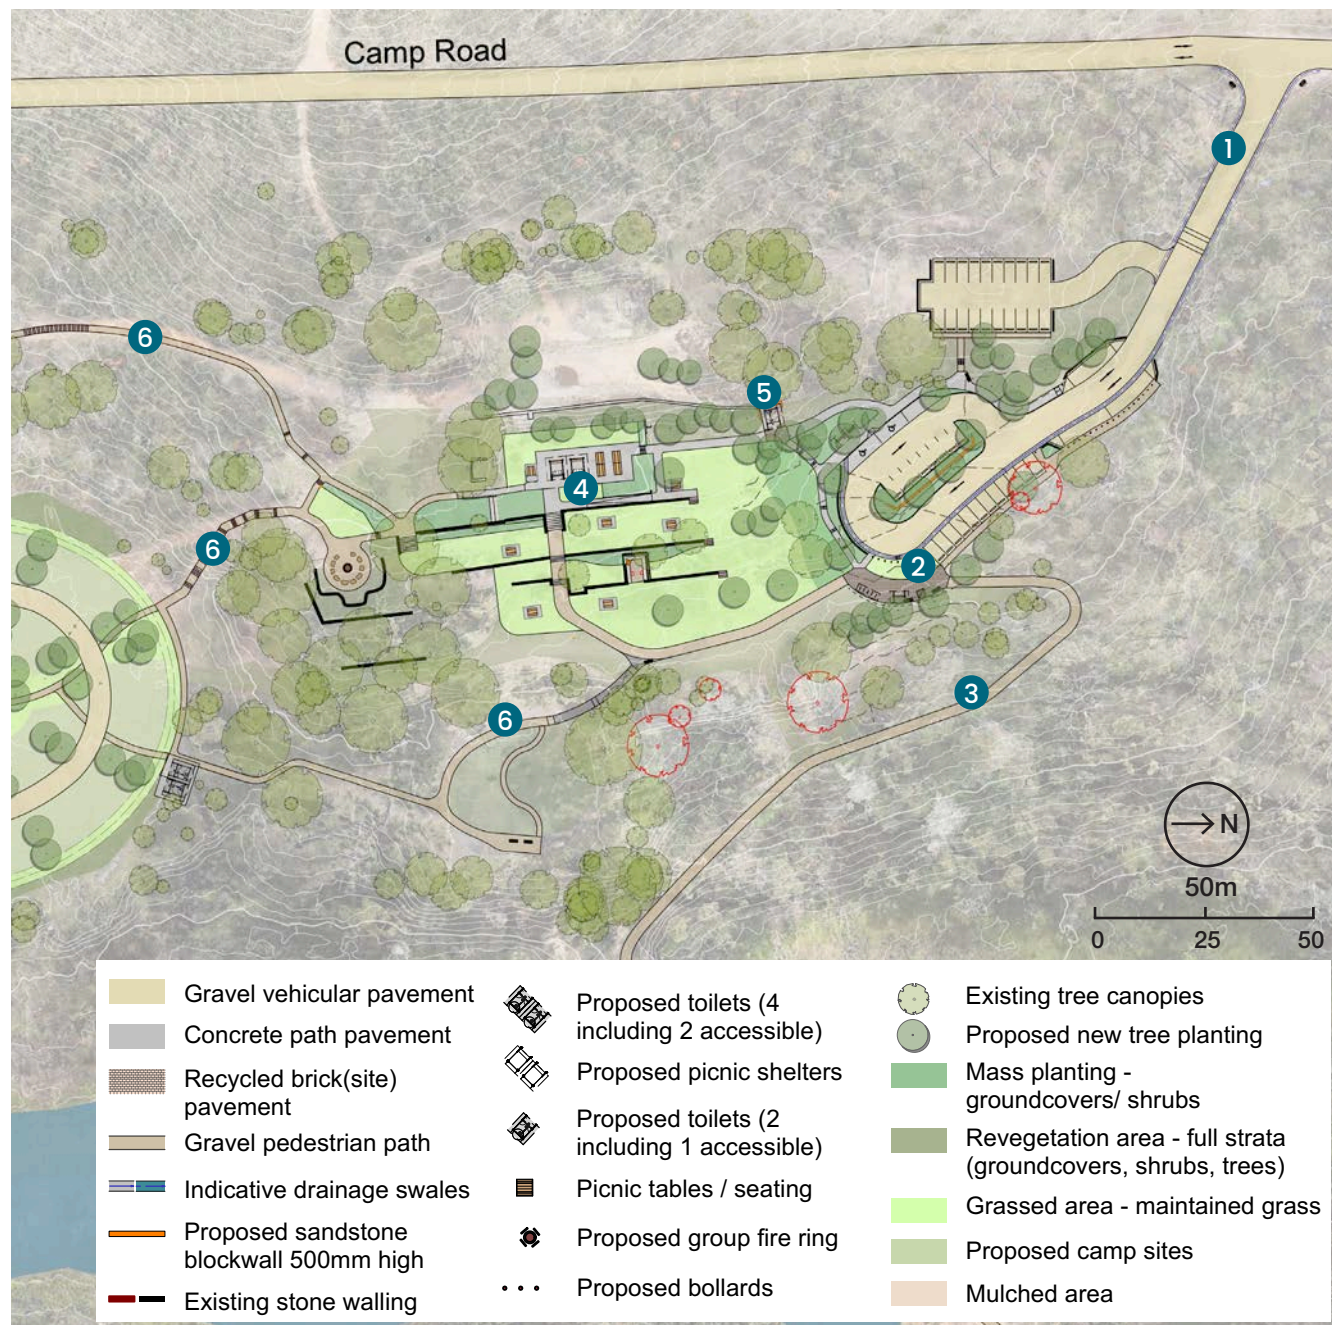 Camp Road
1
6
5
4
6
2
3
6
N
50m
0 25 50
Gravel vehicular pavement
Concrete path pavement
Recycled brick(site)
pavement
Gravel pedestrian path
Indicative drainage swales
Proposed sandstone
blockwall 500mm high
Existing stone walling
Proposed toilets (4
including 2 accessible)
Proposed picnic shelters
Proposed toilets (2
including 1 accessible)
Picnic tables / seating
Proposed group fire ring
Proposed bollards
Existing tree canopies
Proposed new tree planting
Mass planting -
groundcovers/ shrubs
Revegetation area - full strata
(groundcovers, shrubs, trees)
Grassed area - maintained grass
Proposed camp sites
Mulched area